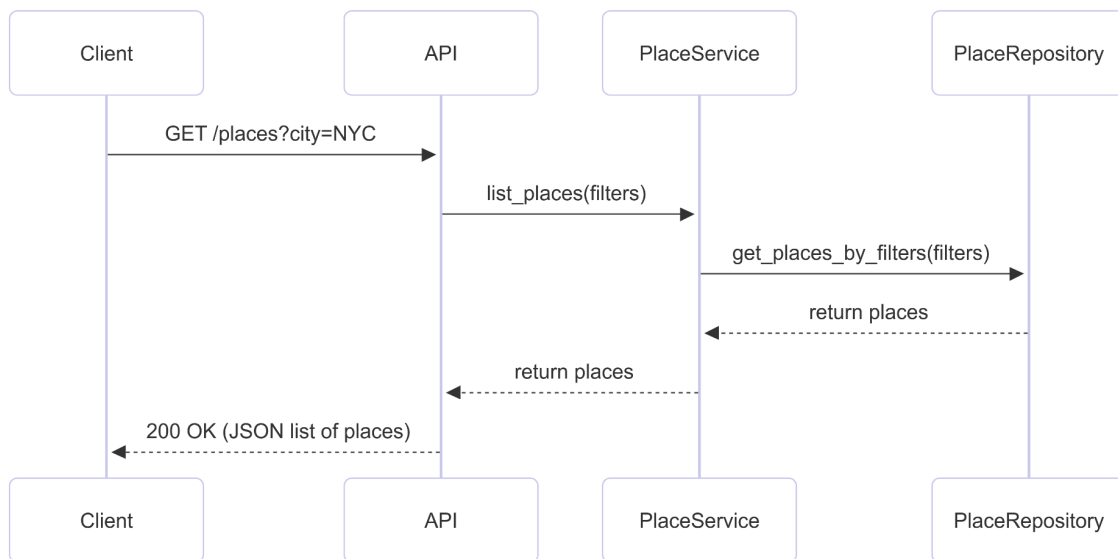 Client
API
PlaceService
PlaceRepository
GET /places?city=NYC
list_places(filters)
get_places_by_filters(filters)
return places
return places
200 OK (JSON list of places)
Client
API
PlaceService
PlaceRepository